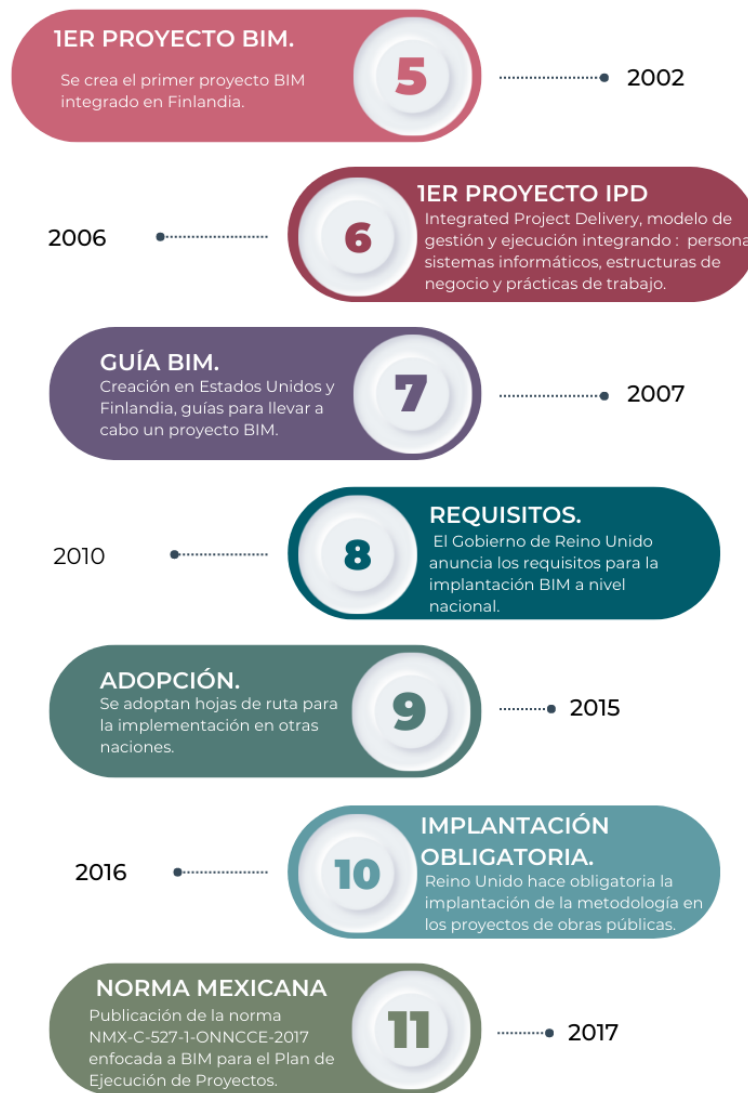 1ER PROYECTO BIM.
Se crea el primer proyecto BIM
integrado en Finlandia.
5
2002
2006
6
1ER PROYECTO IPD
Integrated Project Delivery, modelo de
gestión y ejecución integrando : persona
sistemas informáticos, estructuras de
negocio y prácticas de trabajo.
GUÍA BIM.
Creación en Estados Unidos y
Finlandia, guías para llevar a
cabo un proyecto BIM.
7
2007
2010
8
REQUISITOS.
El Gobierno de Reino Unido
anuncia los requisitos para la
implantación BIM a nivel
nacional.
ADOPCIÓN.
Se adoptan hojas de ruta para
la implementación en otras
naciones.
9
2015
2016
10
IMPLANTACIÓN
OBLIGATORIA.
Reino Unido hace obligatoria la
implantación de la metodología en
los proyectos de obras públicas.
NORMA MEXICANA
Publicación de la norma
NMX-C-527-1-ONNCCE-2017
enfocada a BIM para el Plan de
Ejecución de Proyectos.
11
2017